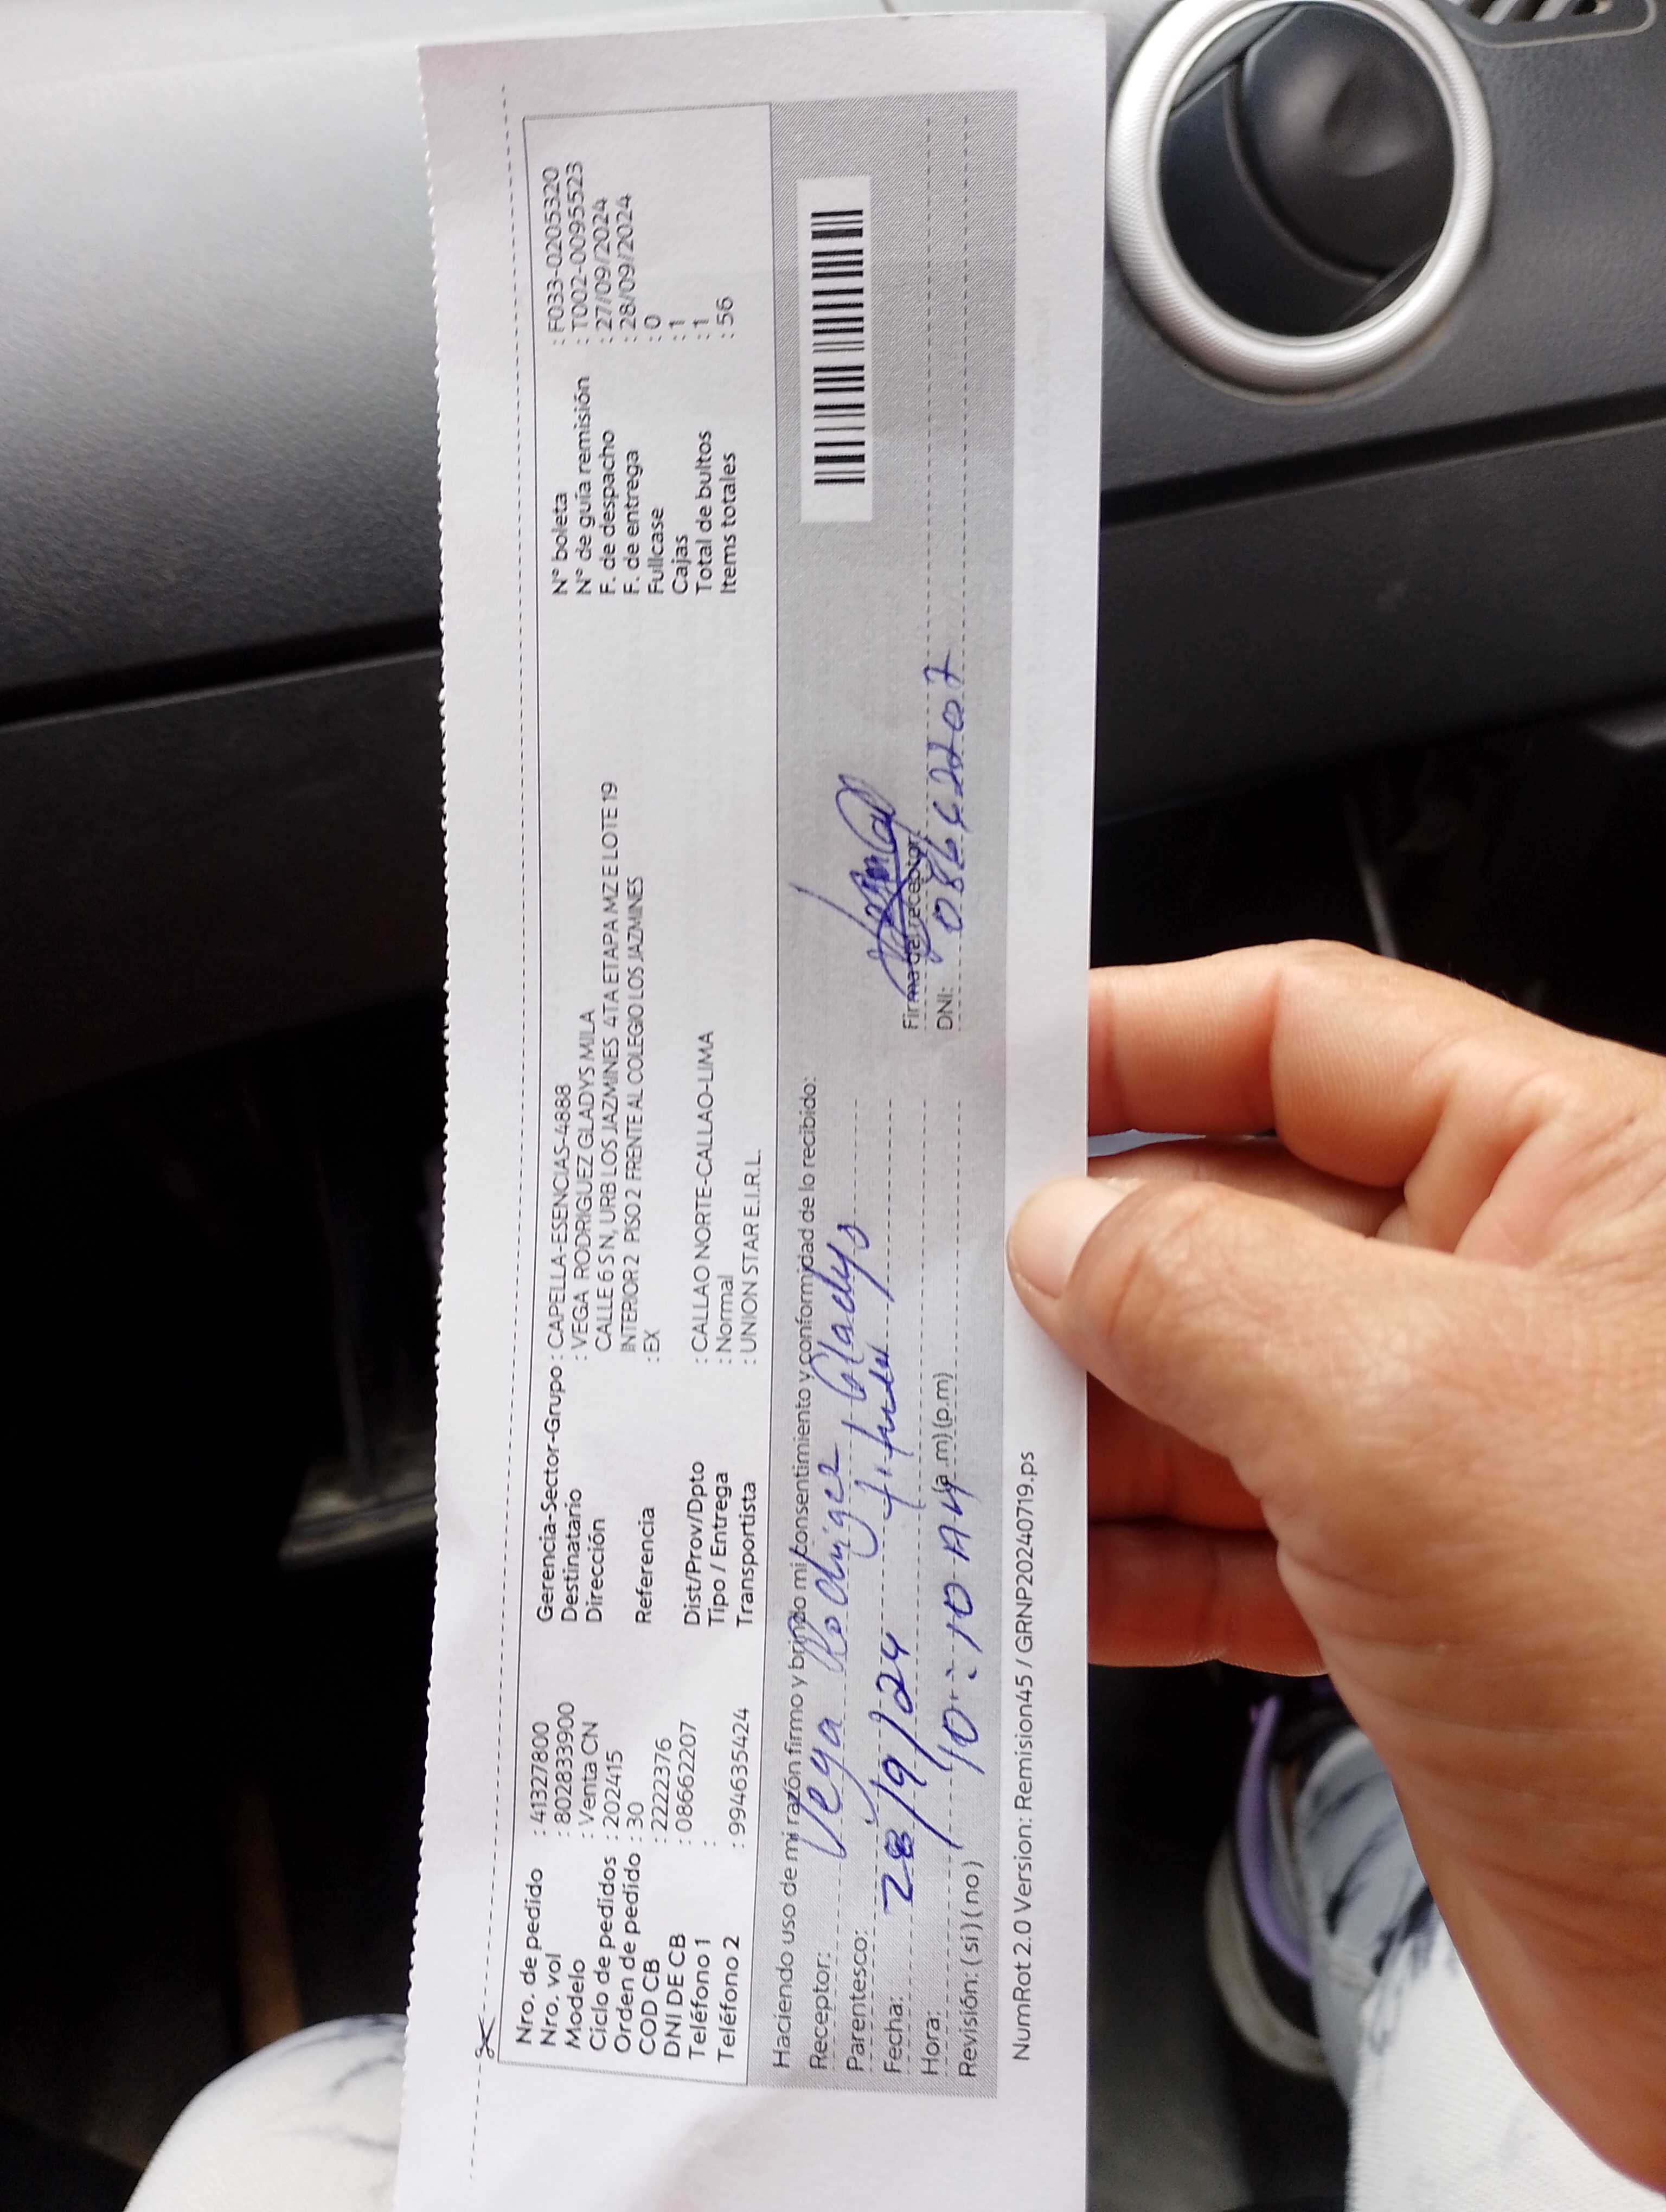 Nro. de pedido : 41327800
Nro. vol : 8022833900
Modelo : Venta CN
Ciclo de pedidos : 202415
Orden de pedido : 30
COD CB : 2222376
DNI DE CB : 08662207
Teléfono 1 :
Teléfono 2 : 994635424
Gerencia-Sector-Grupo : CAPELLA-ESENCIAS-4888
Destinatario : VEGA RODRIGUEZ GLADYS MILA
Dirección CALLE 6 S N, URB LOS JAZMINES 4TA ETAPA MZ E LOTE 19
INTERIOR 2 PISO 2 FRENTE AL COLEGIO LOS JAZMINES
Referencia : EX
Dist/Prov/Dpto : CALLAO NORTE-CALLAO-LIMA
Tipo / Entrega : Normal
Transportista : UNION STAR E.I.R.L.
N° boleta : F033-0205320
N° de guía remisión : T002-0095523
F. de despacho : 27/09/2024
F. de entrega : 28/09/2024
Fullcase : 0
Cajas : 1
Total de bultos : 1
Items totales : 56
Haciendo uso de mi razón firmo y brindo mi consentimiento y conformidad de lo recibido:
Receptor: Vega Rodriguez Gladys
Parentesco:
Fecha: 28/9/24
Hora: 10:10 AM (a.m) (p.m)
Revisión: (si) (no)
Firma del receptor
DNI: 08662207
NumRot 2.0 Version: Remision45 / GRNP20240719.ps